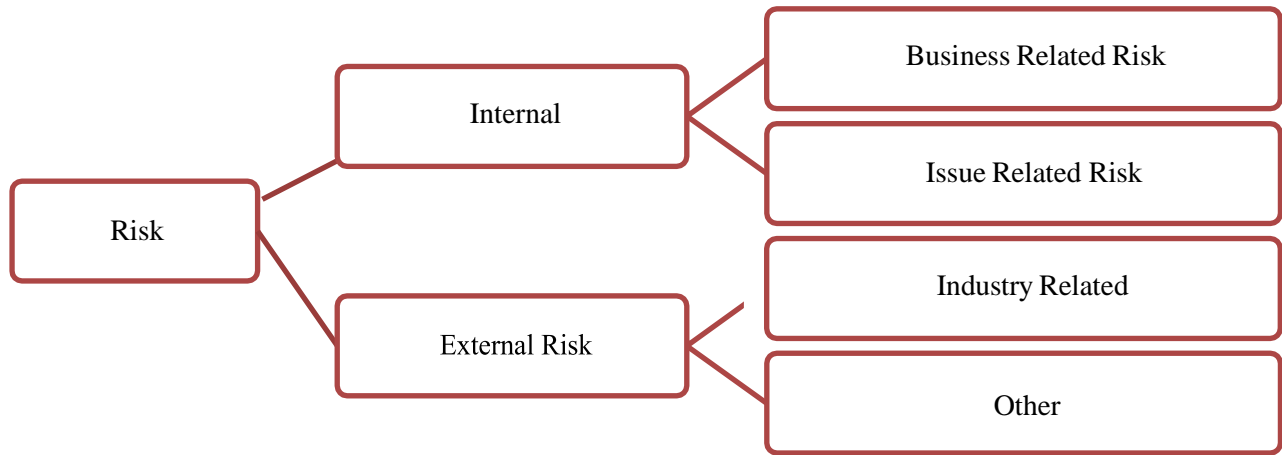 Risk
Internal
Business Related Risk
Issue Related Risk
External Risk
Industry Related
Other